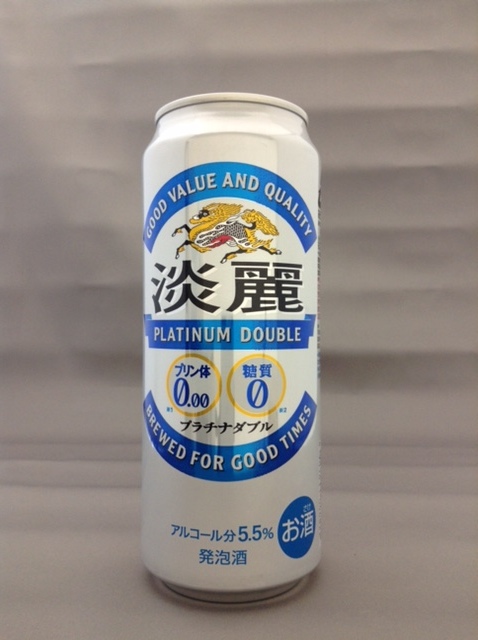 GOOD VALUE AND QUALITY
淡麗
PLATINUM DOUBLE
プリン体
0.00
※1
糖質
0
※2
プラチナダブル
BREWED FOR GOOD TIMES
アルコール分5.5%
発泡酒
お酒